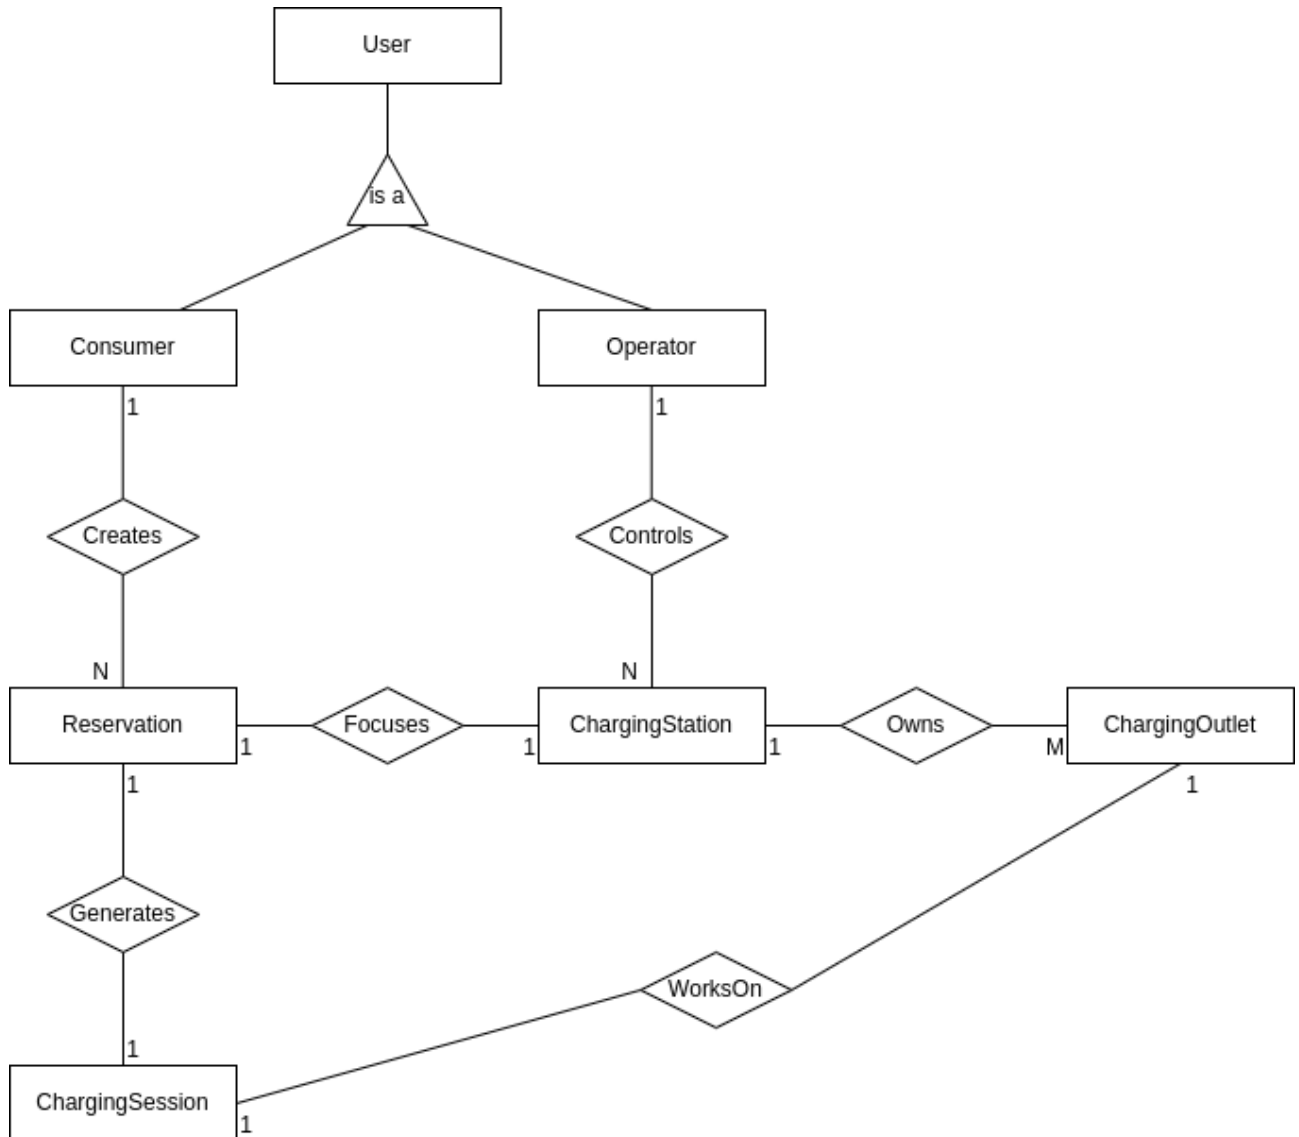 User
is a
Consumer
Operator
1
1
Creates
Controls
N
N
Reservation
Focuses
ChargingStation
Owns
ChargingOutlet
1
1
1
M
1
1
Generates
WorksOn
1
ChargingSession
1